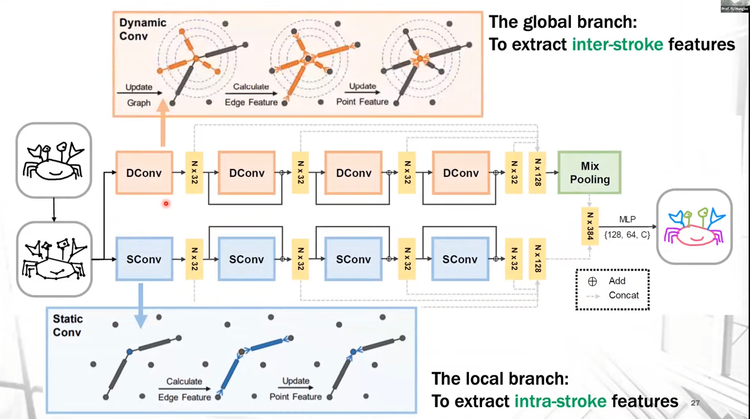 Dynamic
Conv
Update
Graph
Calculate
Edge Feature
Update
Point Feature
The global branch:
To extract inter-stroke features
DConv
N x 32
DConv
N x 32
DConv
N x 32
DConv
N x 32
N x 128
Mix
Pooling
SConv
N x 32
SConv
N x 32
SConv
N x 32
SConv
N x 32
N x 128
N x 384
MLP
{128, 64, C}
Add
Concat
Static
Conv
Calculate
Edge Feature
Update
Point Feature
The local branch:
To extract intra-stroke features
27